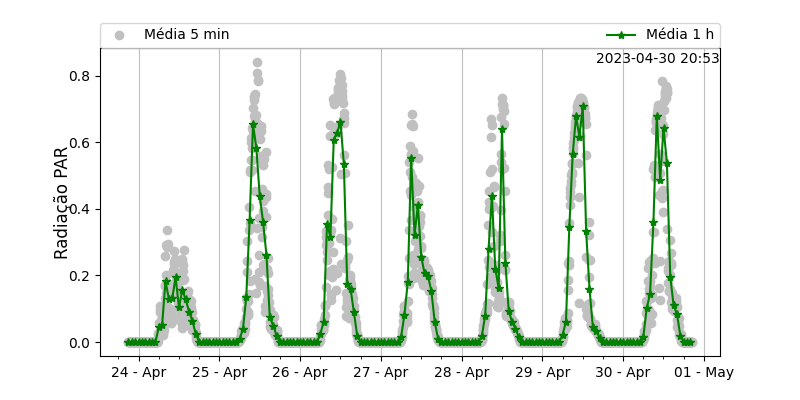 Média 5 min
Média 1 h
2023-04-30 20:53
Radiação PAR
0.8
0.6
0.4
0.2
0.0
24 - Apr
25 - Apr
26 - Apr
27 - Apr
28 - Apr
29 - Apr
30 - Apr
01 - May